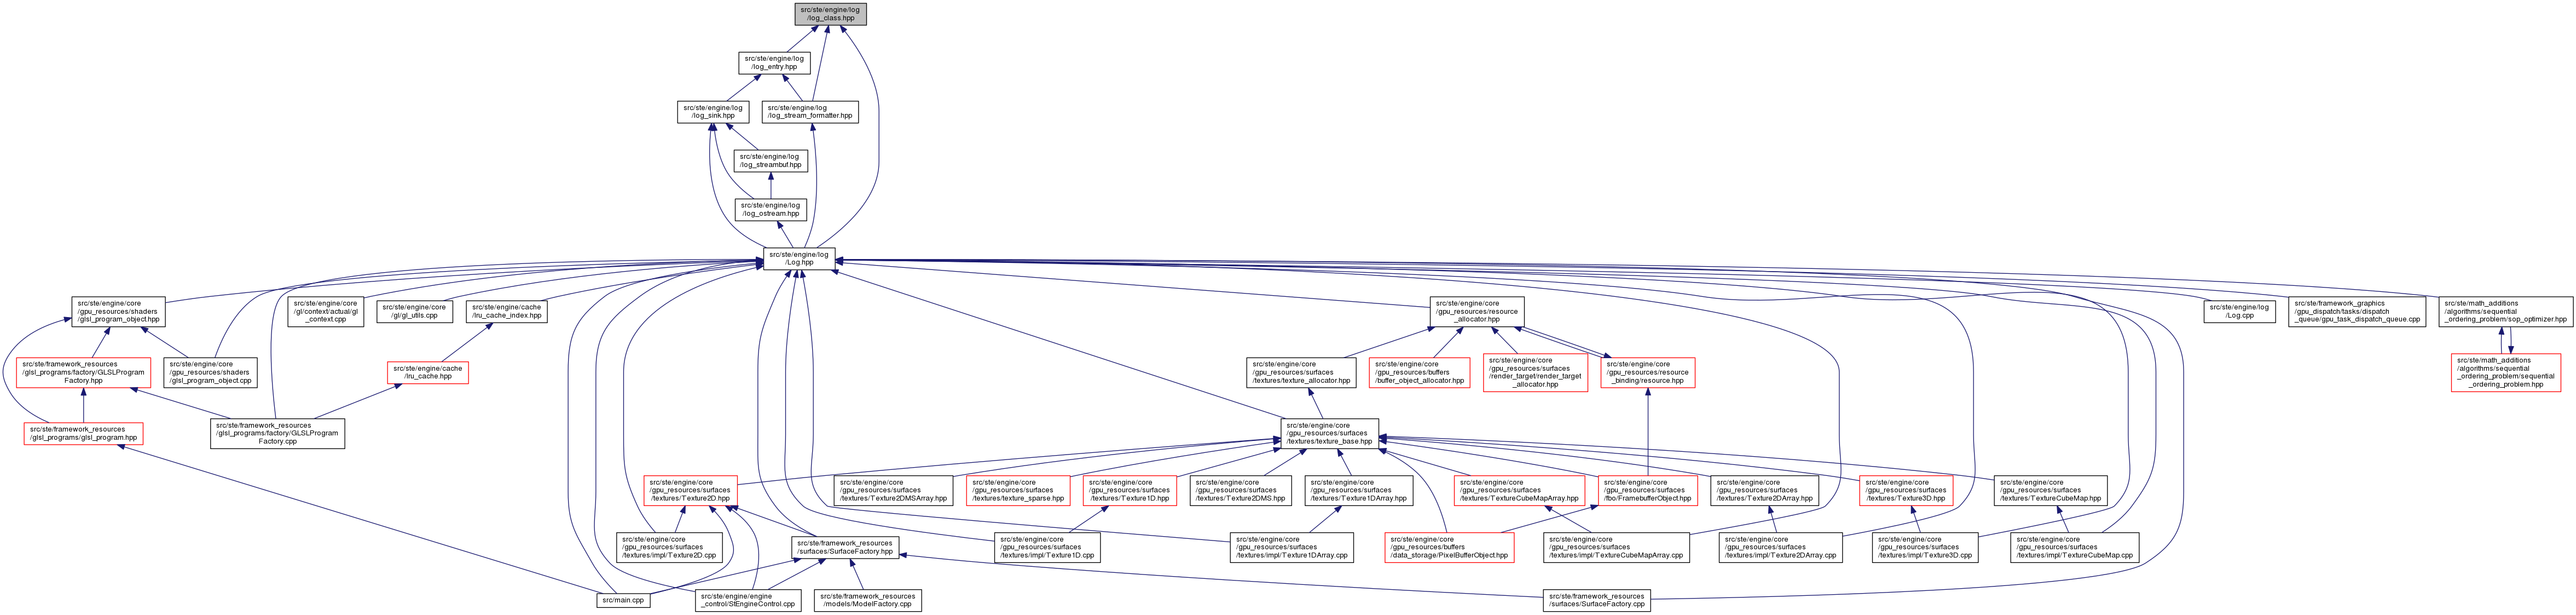 src/ste/engine/log
/log_class.hpp
src/ste/engine/log
/log_entry.hpp
src/ste/engine/log
/log_sink.hpp
src/ste/engine/log
/log_stream_formatter.hpp
src/ste/engine/log
/log_streambuf.hpp
src/ste/engine/log
/log_ostream.hpp
src/ste/engine/log
/Log.hpp
src/ste/engine/core
/gpu_resources/shaders
/glsl_program_object.hpp
src/ste/engine/core
/gl/context/actual/gl
_context.cpp
src/ste/engine/core
/gl/gl_utils.cpp
src/ste/engine/cache
/lru_cache_index.hpp
src/ste/engine/core
/gpu_resources/resource
_allocator.hpp
src/ste/engine/log
/Log.cpp
src/ste/framework_graphics
/gpu_dispatch/tasks/dispatch
_queue/gpu_task_dispatch_queue.cpp
src/ste/math_additions
/algorithms/sequential
_ordering_problem/sop_optimizer.hpp
src/ste/framework_resources
/glsl_programs/factory/GLSLProgram
Factory.hpp
src/ste/engine/core
/gpu_resources/shaders
/glsl_program_object.cpp
src/ste/engine/cache
/lru_cache.hpp
src/ste/engine/core
/gpu_resources/surfaces
/textures/texture_allocator.hpp
src/ste/engine/core
/gpu_resources/buffers
/buffer_object_allocator.hpp
src/ste/engine/core
/gpu_resources/surfaces
/render_target/render_target
_allocator.hpp
src/ste/engine/core
/gpu_resources/resource
_binding/resource.hpp
src/ste/math_additions
/algorithms/sequential
_ordering_problem/sequential
_ordering_problem.hpp
src/ste/framework_resources
/glsl_programs/glsl_program.hpp
src/ste/framework_resources
/glsl_programs/factory/GLSLProgram
Factory.cpp
src/ste/engine/core
/gpu_resources/surfaces
/textures/texture_base.hpp
src/ste/engine/core
/gpu_resources/surfaces
/textures/Texture2D.hpp
src/ste/engine/core
/gpu_resources/surfaces
/textures/Texture2DMSArray.hpp
src/ste/engine/core
/gpu_resources/surfaces
/textures/texture_sparse.hpp
src/ste/engine/core
/gpu_resources/surfaces
/textures/Texture1D.hpp
src/ste/engine/core
/gpu_resources/surfaces
/textures/Texture2DMS.hpp
src/ste/engine/core
/gpu_resources/surfaces
/textures/Texture1DArray.hpp
src/ste/engine/core
/gpu_resources/surfaces
/textures/TextureCubeMapArray.hpp
src/ste/engine/core
/gpu_resources/surfaces
/fbo/FramebufferObject.hpp
src/ste/engine/core
/gpu_resources/surfaces
/textures/Texture2DArray.hpp
src/ste/engine/core
/gpu_resources/surfaces
/textures/Texture3D.hpp
src/ste/engine/core
/gpu_resources/surfaces
/textures/TextureCubeMap.hpp
src/ste/engine/core
/gpu_resources/surfaces
/textures/impl/Texture2D.cpp
src/ste/framework_resources
/surfaces/SurfaceFactory.hpp
src/ste/engine/core
/gpu_resources/surfaces
/textures/impl/Texture1D.cpp
src/ste/engine/core
/gpu_resources/surfaces
/textures/impl/Texture1DArray.cpp
src/ste/engine/core
/gpu_resources/buffers
/data_storage/PixelBufferObject.hpp
src/ste/engine/core
/gpu_resources/surfaces
/textures/impl/TextureCubeMapArray.cpp
src/ste/engine/core
/gpu_resources/surfaces
/textures/impl/Texture2DArray.cpp
src/ste/engine/core
/gpu_resources/surfaces
/textures/impl/Texture3D.cpp
src/ste/engine/core
/gpu_resources/surfaces
/textures/impl/TextureCubeMap.cpp
src/main.cpp
src/ste/engine/engine
_control/StEngineControl.cpp
src/ste/framework_resources
/models/ModelFactory.cpp
src/ste/framework_resources
/surfaces/SurfaceFactory.cpp